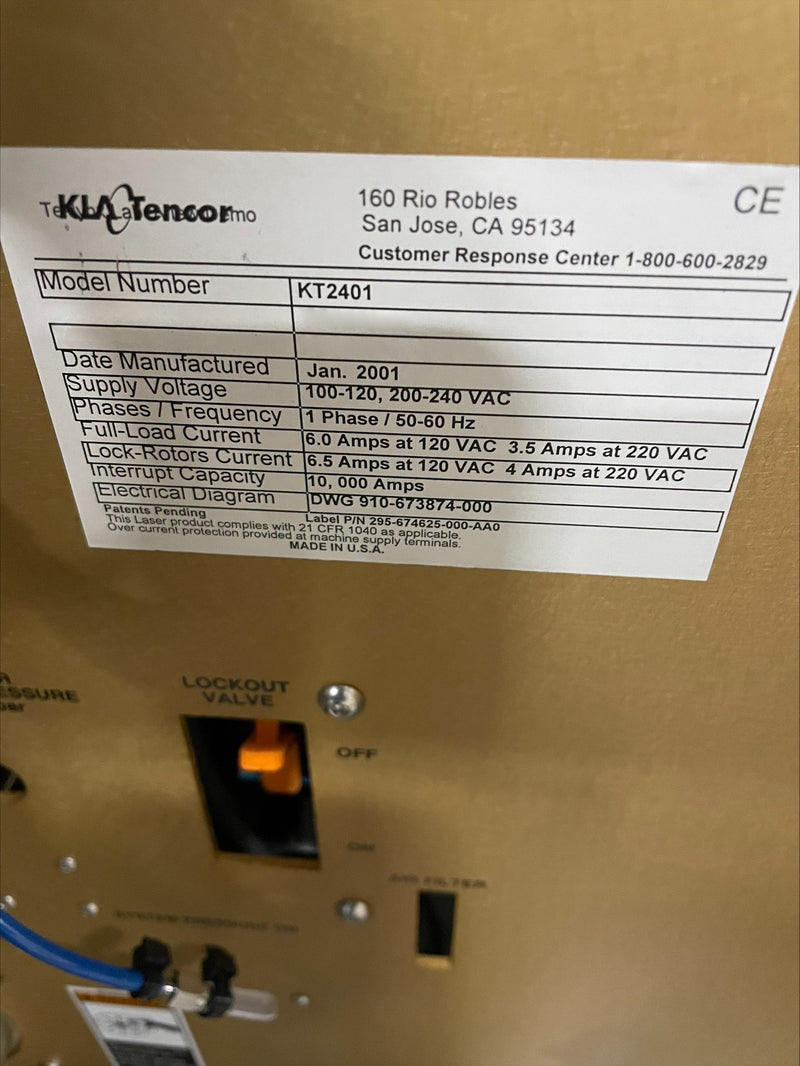 KLA Tencor
160 Rio Robles
San Jose, CA 95134
CE
Customer Response Center 1-800-600-2829
Model Number KT2401
Date Manufactured Jan. 2001
Supply Voltage 100-120, 200-240 VAC
Phases / Frequency 1 Phase / 50-60 Hz
Full-Load Current 6.0 Amps at 120 VAC 3.5 Amps at 220 VAC
Lock-Rotors Current 6.5 Amps at 120 VAC 4 Amps at 220 VAC
Interrupt Capacity 10, 000 Amps
Electrical Diagram DWG 910-673874-000
Patents Pending Label P/N 295-674625-000-AA0
This Laser product complies with 21 CFR 1040 as applicable.
Over current protection provided at machine supply terminals.
MADE IN U.S.A.
LOCKOUT
VALVE
OFF
ON
AIR FILTER